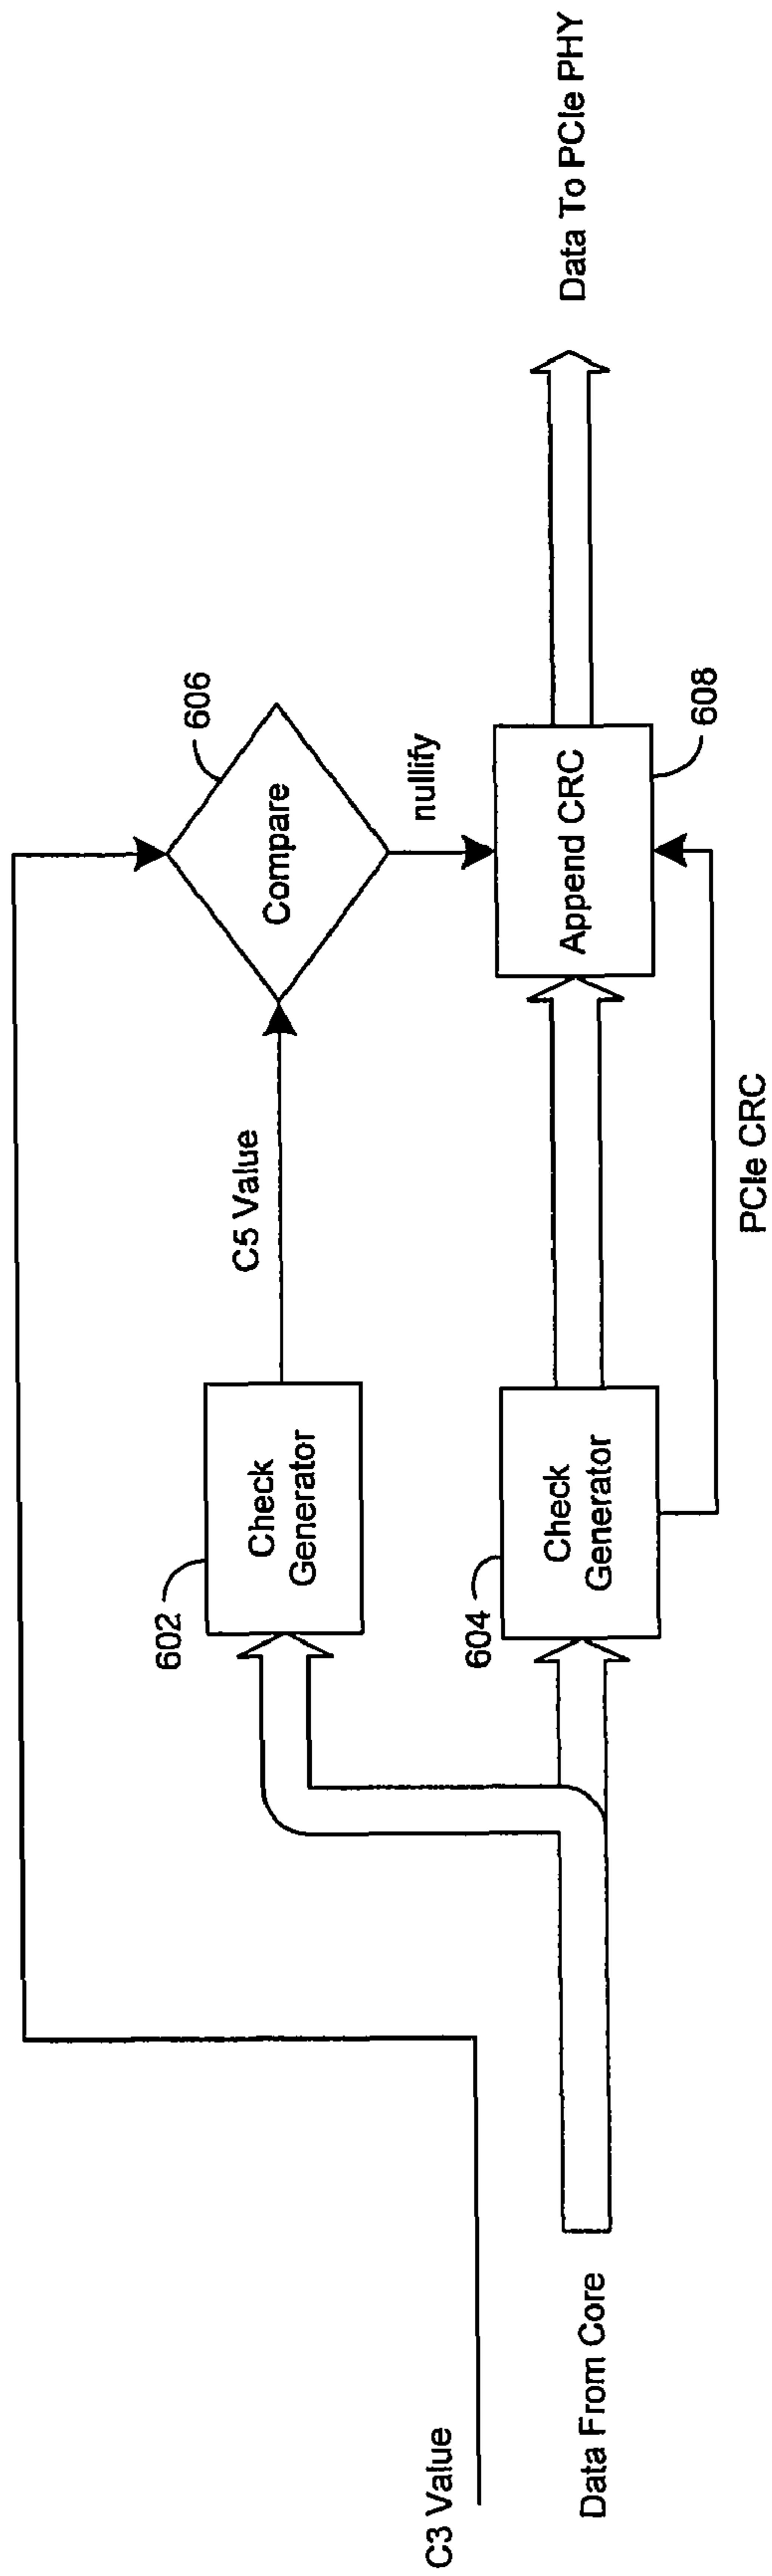 C3 Value
Data From Core
602
Check
Generator
604
Check
Generator
C5 Value
PCIe CRC
606
Compare
nullify
Append CRC
608
Data To PCIe PHY